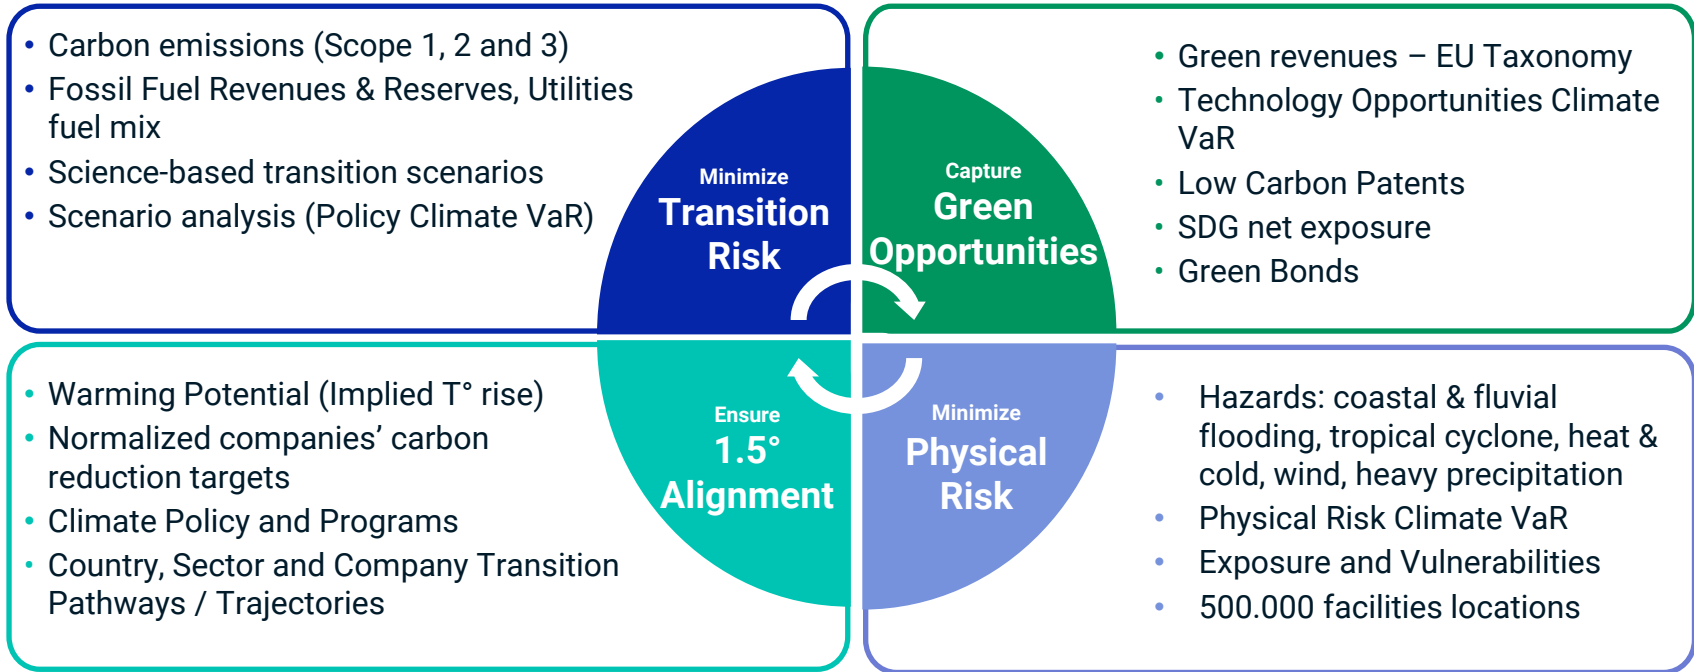 • Carbon emissions (Scope 1, 2 and 3)
• Fossil Fuel Revenues & Reserves, Utilities
fuel mix
• Science-based transition scenarios
• Scenario analysis (Policy Climate VaR)
Minimize
Transition
Risk
Capture
Green
Opportunities
• Green revenues – EU Taxonomy
• Technology Opportunities Climate
VaR
• Low Carbon Patents
• SDG net exposure
• Green Bonds
• Warming Potential (Implied T° rise)
• Normalized companies’ carbon
reduction targets
• Climate Policy and Programs
• Country, Sector and Company Transition
Pathways / Trajectories
Ensure
1.5°
Alignment
Minimize
Physical
Risk
• Hazards: coastal & fluvial
flooding, tropical cyclone, heat &
cold, wind, heavy precipitation
• Physical Risk Climate VaR
• Exposure and Vulnerabilities
• 500.000 facilities locations